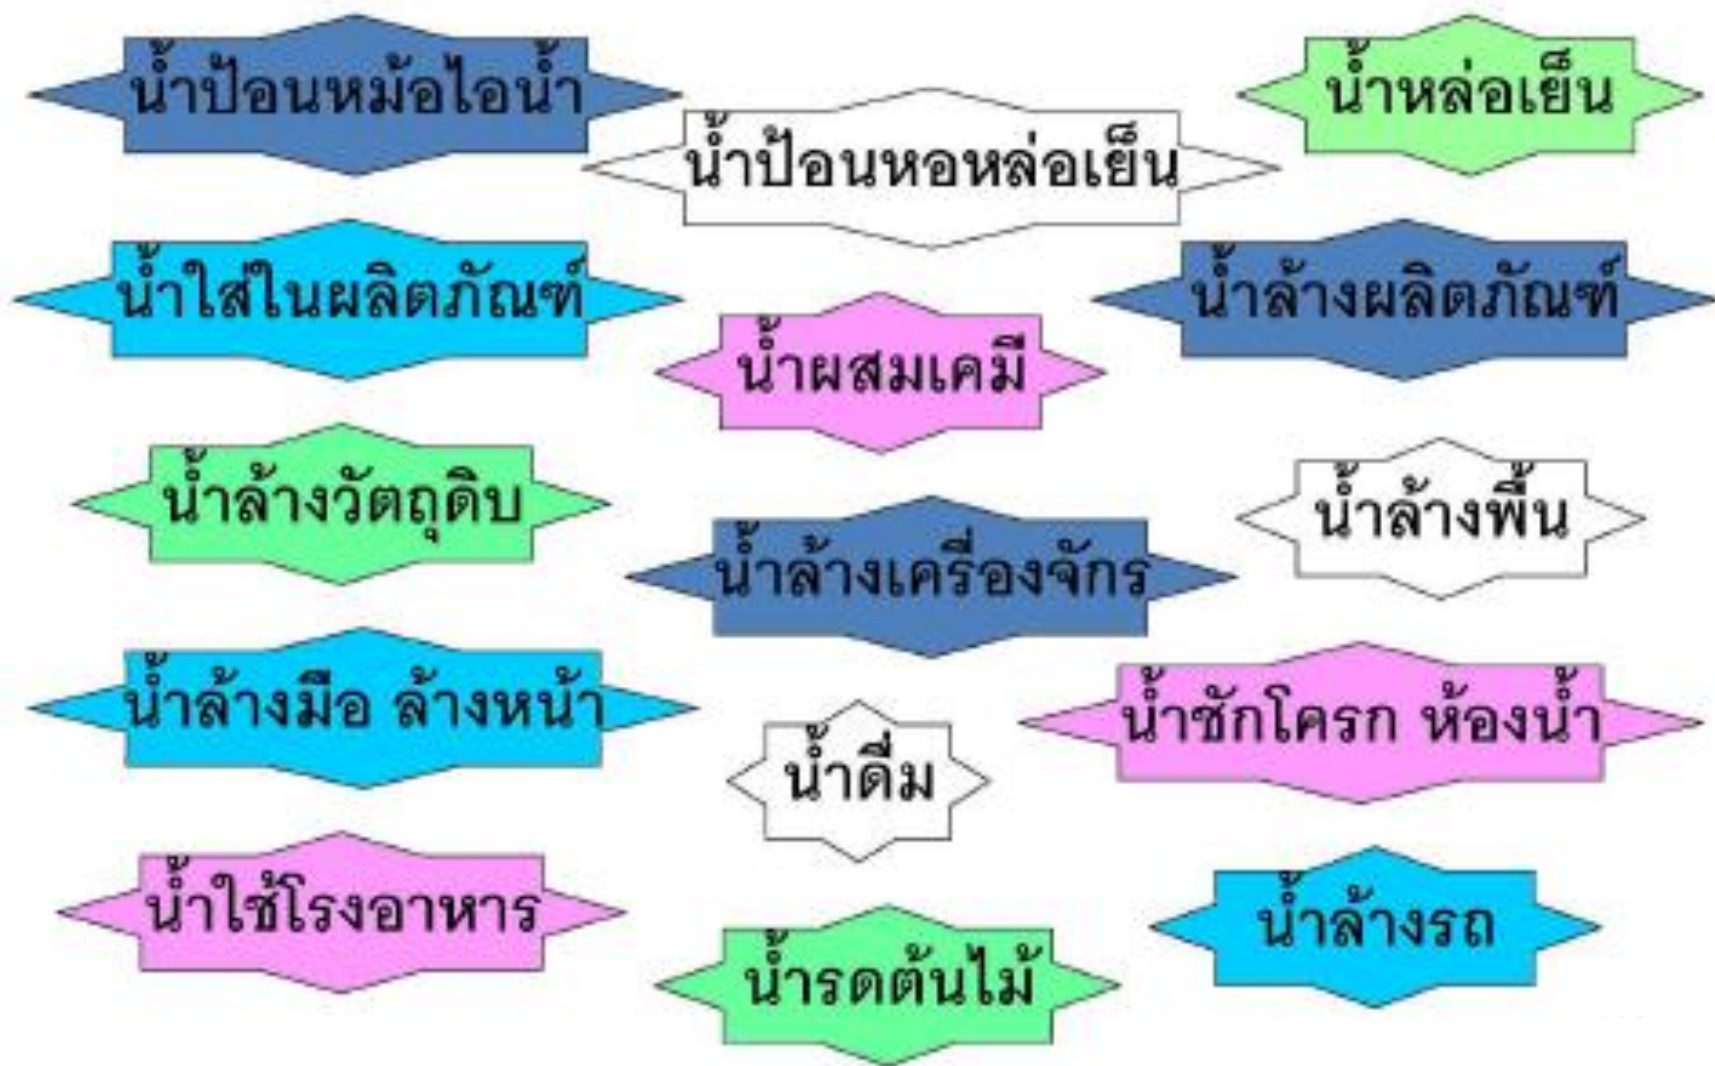 น้ำป้อนหม้อไอน้ำ
น้ำป้อนหอหล่อเย็น
น้ำหล่อเย็น
น้ำใส่ในผลิตภัณฑ์
น้ำผสมเคมี
น้ำล้างผลิตภัณฑ์
น้ำล้างวัตถุดิบ
น้ำล้างเครื่องจักร
น้ำล้างพื้น
น้ำล้างมือ ล้างหน้า
น้ำดื่ม
น้ำชักโครก ห้องน้ำ
น้ำใช้โรงอาหาร
น้ำรดต้นไม้
น้ำล้างรถ